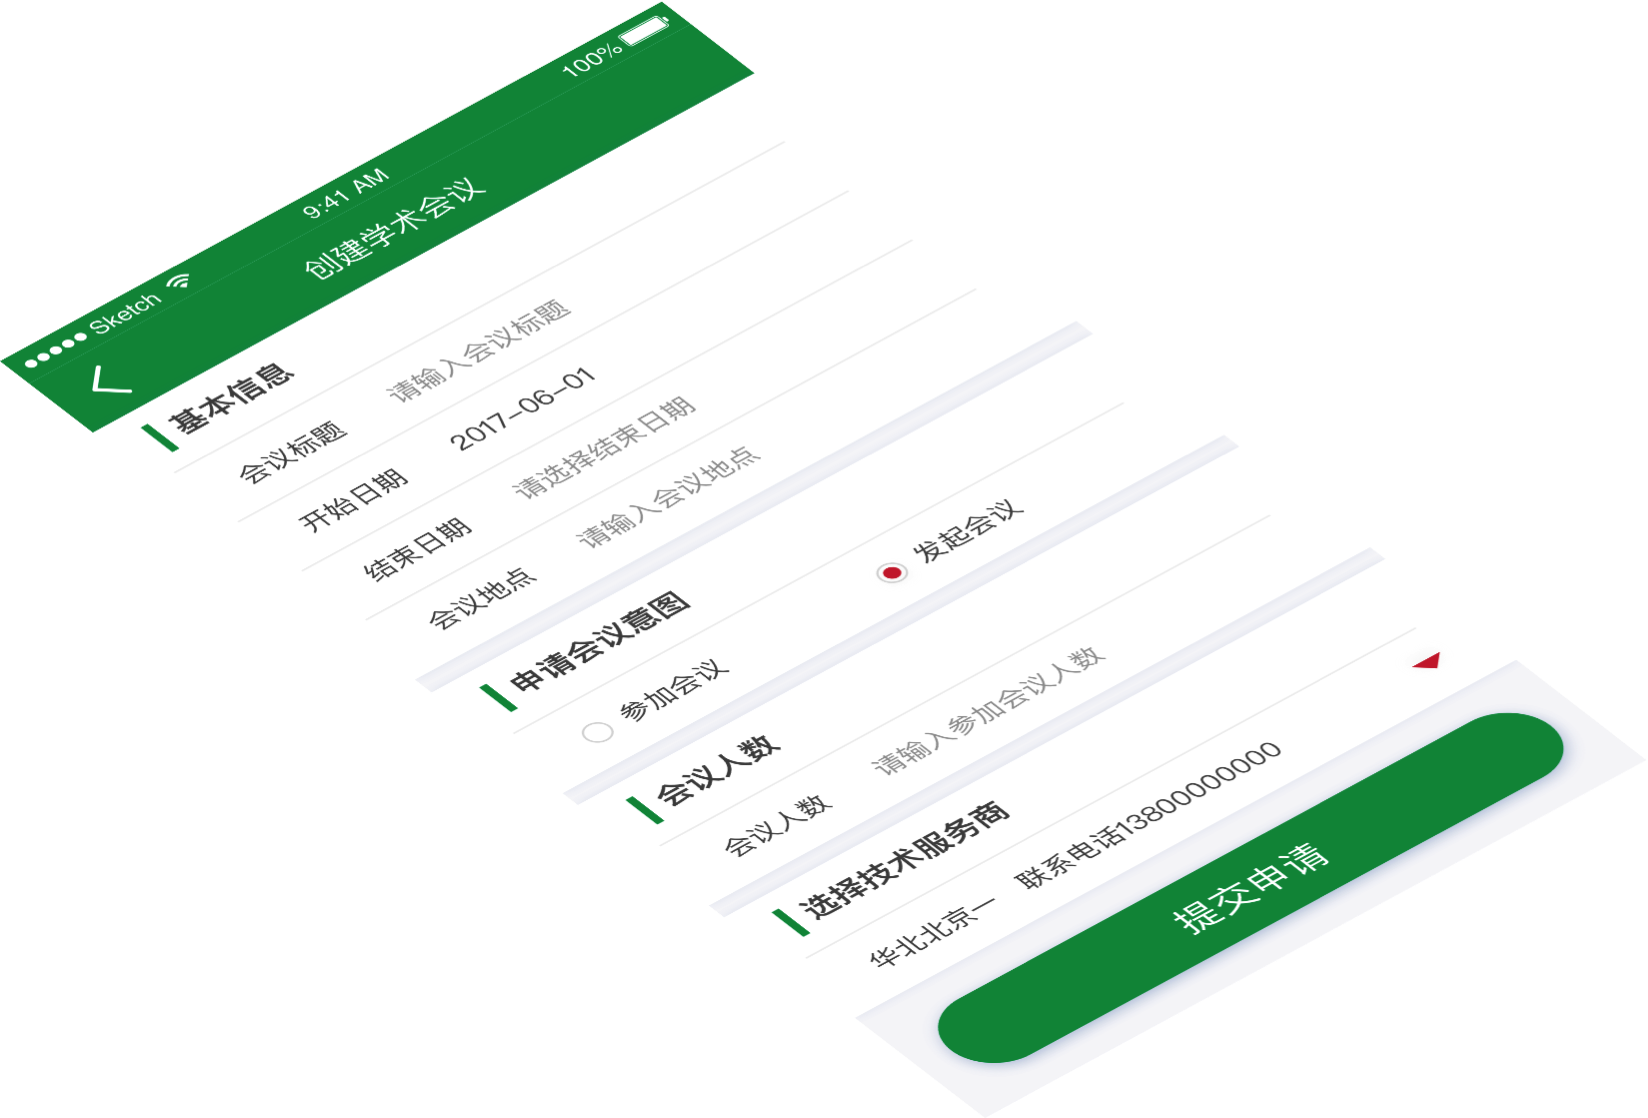 Sketch 9:41 AM 100%
创建学术会议
基本信息
会议标题 请输入会议标题
开始日期 2017-06-01
结束日期 请选择结束日期
会议地点 请输入会议地点
申请会议意图
参加会议 发起会议
会议人数
会议人数 请输入参加会议人数
选择技术服务商
华北北京一 联系电话13800000000
提交申请